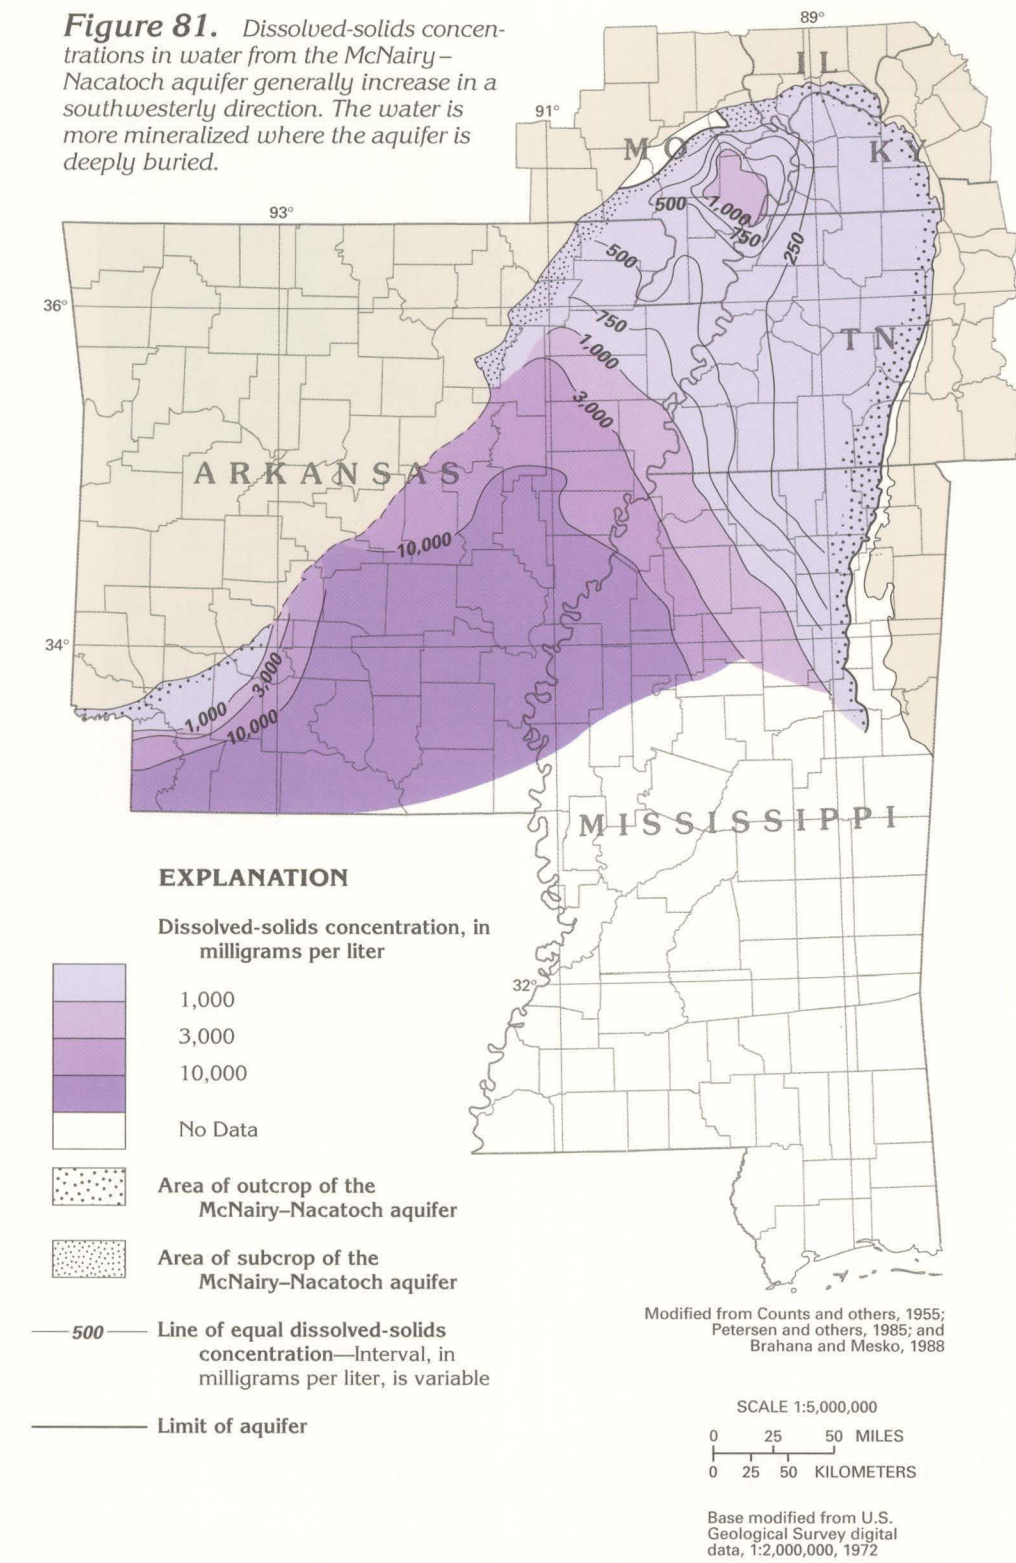 Figure 81. Dissolved-solids concen-
trations in water from the McNairy–
Nacatoch aquifer generally increase in a
southwesterly direction. The water is
more mineralized where the aquifer is
deeply buried.
89°
IL
91°
MO
KY
93°
500
1,000
750
250
500
36°
750
TN
1,000
3,000
ARKANSAS
10,000
34°
3,000
1,000
10,000
MISSISSIPPI
EXPLANATION
Dissolved-solids concentration, in
milligrams per liter
32°
1,000
3,000
10,000
No Data
Area of outcrop of the
McNairy–Nacatoch aquifer
Area of subcrop of the
McNairy–Nacatoch aquifer
500
Line of equal dissolved-solids
concentration—Interval, in
milligrams per liter, is variable
Limit of aquifer
Modified from Counts and others, 1955;
Petersen and others, 1985; and
Brahana and Mesko, 1988
SCALE 1:5,000,000
0 25 50 MILES
0 25 50 KILOMETERS
Base modified from U.S.
Geological Survey digital
data, 1:2,000,000, 1972